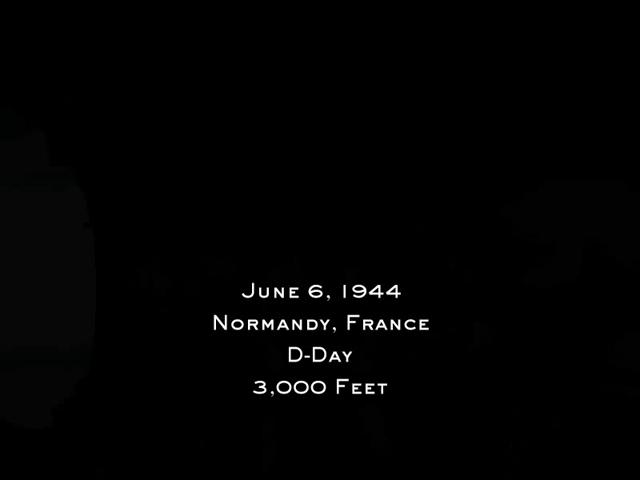 June 6, 1944
Normandy, France
D-Day
3,000 Feet